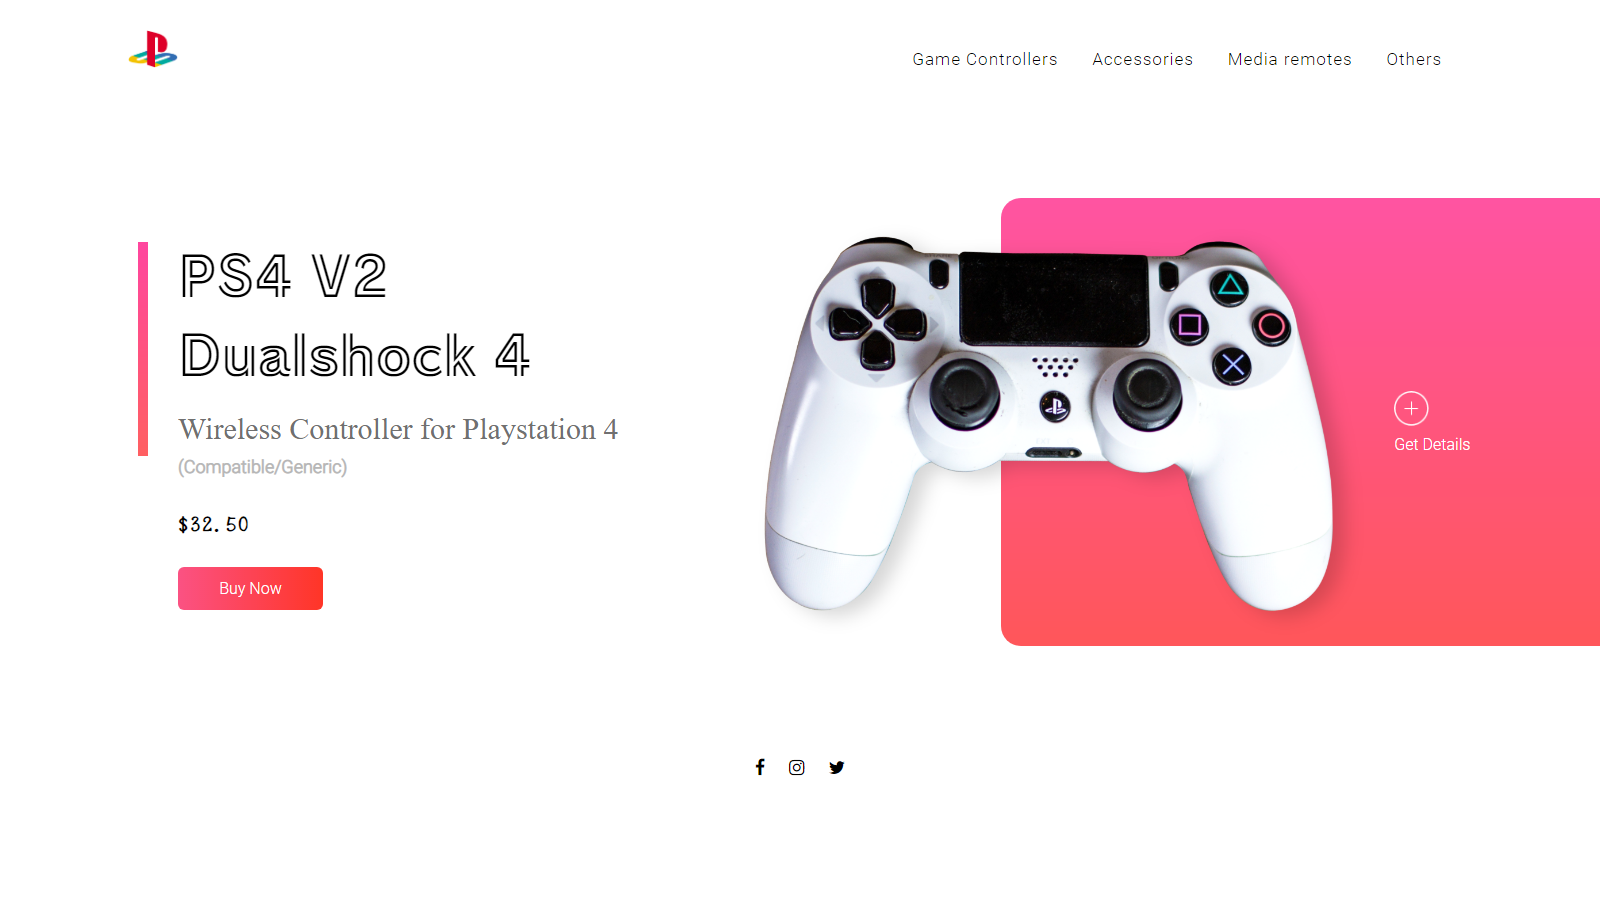 Game Controllers Accessories Media remotes Others
PS4 V2
Dualshock 4
Wireless Controller for Playstation 4
(Compatible/Generic)
$32.50
Buy Now
Get Details